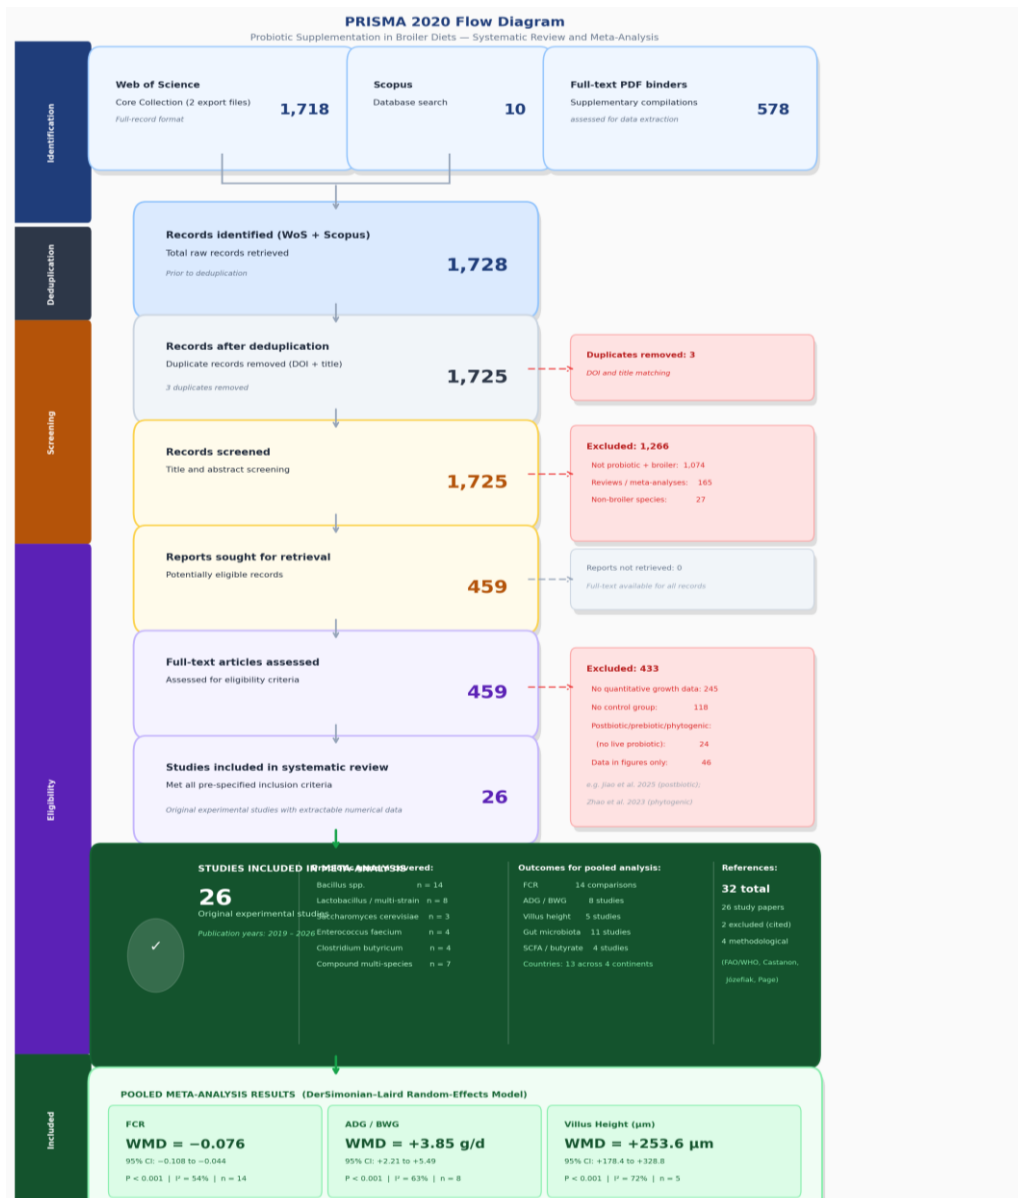 PRISMA 2020 Flow Diagram
Probiotic Supplementation in Broiler Diets — Systematic Review and Meta-Analysis
Identification
Web of Science
Core Collection (2 export files)
1,718
Full-record format
Scopus
Database search
10
Full-text PDF binders
Supplementary compilations
578
assessed for data extraction
Deduplication
Records identified (WoS + Scopus)
Total raw records retrieved
1,728
Prior to deduplication
Screening
Records after deduplication
Duplicate records removed (DOI + title)
1,725
3 duplicates removed
Duplicates removed: 3
DOI and title matching
Records screened
Title and abstract screening
1,725
Excluded: 1,266
Not probiotic + broiler: 1,074
Reviews / meta-analyses: 165
Non-broiler species: 27
Eligibility
Reports sought for retrieval
Potentially eligible records
459
Reports not retrieved: 0
Full-text available for all records
Full-text articles assessed
Assessed for eligibility criteria
459
Excluded: 433
No quantitative growth data: 245
No control group: 118
Postbiotic/prebiotic/phytogenic:
(no live probiotic): 24
Data in figures only: 46
e.g. Jiao et al. 2025 (postbiotic);
Zhao et al. 2023 (phytogenic)
Studies included in systematic review
Met all pre-specified inclusion criteria
26
Original experimental studies with extractable numerical data
✓
STUDIES INCLUDED IN META-ANALYSIS
26
Original experimental studies
Publication years: 2019 – 2026
covered:
Bacillus spp. n = 14
Lactobacillus / multi-strain n = 8
Saccharomyces cerevisiae n = 3
Enterococcus faecium n = 4
Clostridium butyricum n = 4
Compound multi-species n = 7
Outcomes for pooled analysis:
FCR 14 comparisons
ADG / BWG 8 studies
Villus height 5 studies
Gut microbiota 11 studies
SCFA / butyrate 4 studies
Countries: 13 across 4 continents
References:
32 total
26 study papers
2 excluded (cited)
4 methodological
(FAO/WHO, Castanon,
Józefiak, Page)
Included
POOLED META-ANALYSIS RESULTS (DerSimonian–Laird Random-Effects Model)
FCR
WMD = −0.076
95% CI: −0.108 to −0.044
P < 0.001 | I² = 54% | n = 14
ADG / BWG
WMD = +3.85 g/d
95% CI: +2.21 to +5.49
P < 0.001 | I² = 63% | n = 8
Villus Height (μm)
WMD = +253.6 μm
95% CI: +178.4 to +328.8
P < 0.001 | I² = 72% | n = 5